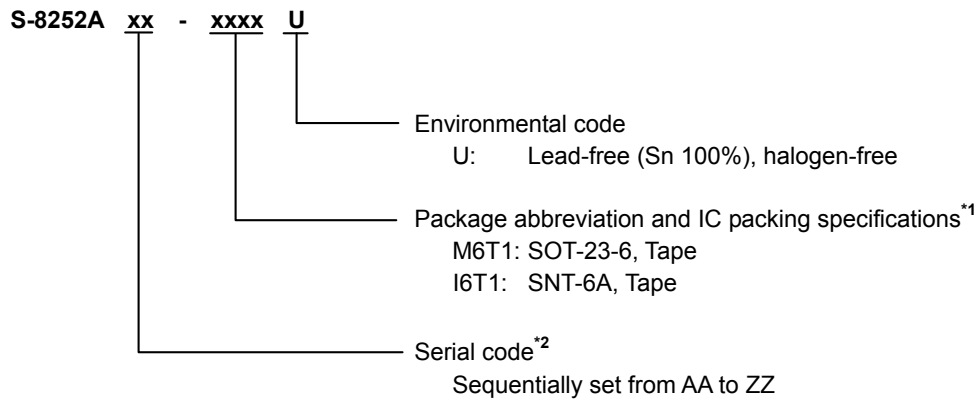 S-8252A xx - xxxx U
Environmental code
U: Lead-free (Sn 100%), halogen-free
Package abbreviation and IC packing specifications*1
M6T1: SOT-23-6, Tape
I6T1: SNT-6A, Tape
Serial code*2
Sequentially set from AA to ZZ